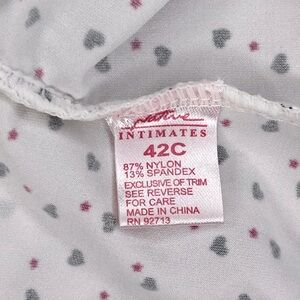 INTIMATES
42C
87% NYLON
13% SPANDEX
EXCLUSIVE OF TRIM
SEE REVERSE
FOR CARE
MADE IN CHINA
RN 92713